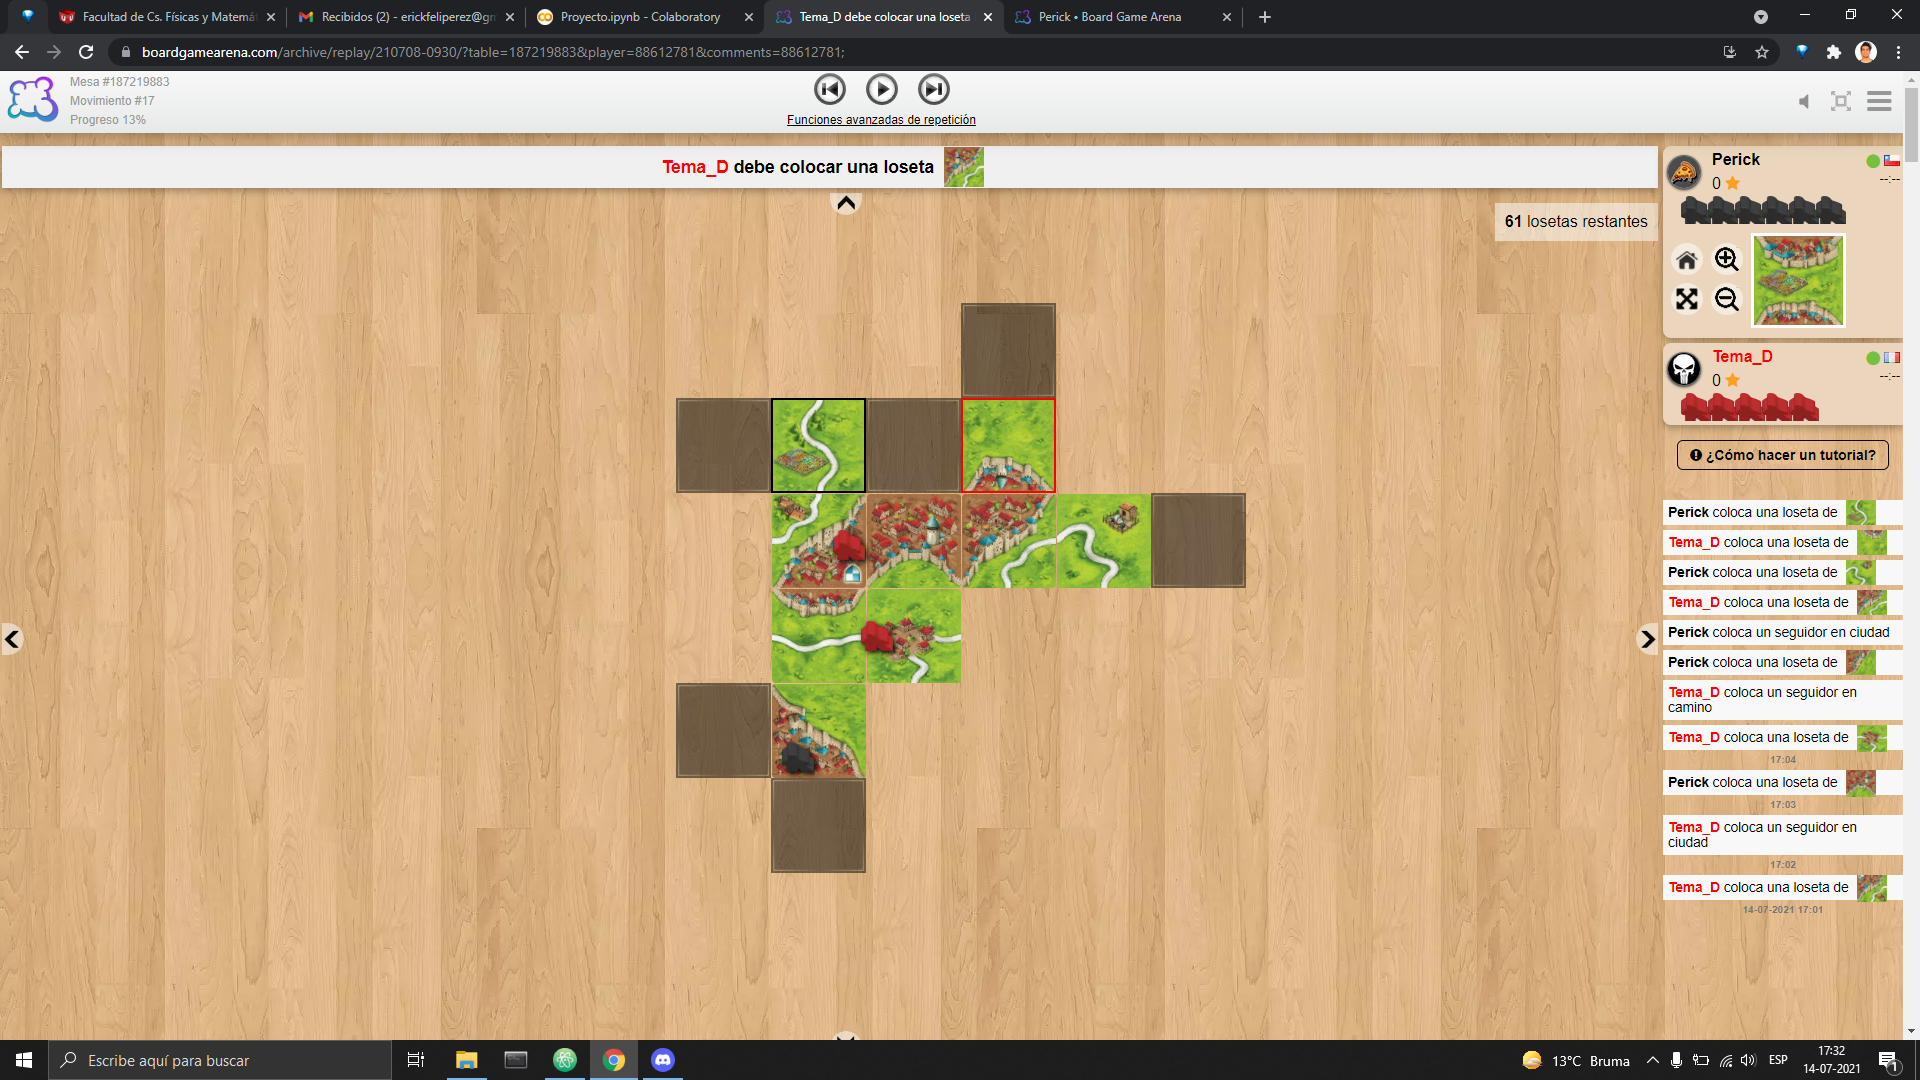 Facultad de Cs. Físicas y Matemá
Recibidos (2) - erickfeliperez@gm
Proyecto.ipynb - Colaboratory
Tema_D debe colocar una loseta
Perick • Board Game Arena
boardgamearena.com/archive/replay/210708-0930/?table=187219883&player=88612781&comments=88612781;
Mesa #187219883
Movimiento #17
Progreso 13%
Funciones avanzadas de repetición
Tema_D debe colocar una loseta
61 losetas restantes
Perick
0
--:--
Tema_D
0
--:--
¿Cómo hacer un tutorial?
Perick coloca una loseta de
Tema_D coloca una loseta de
Perick coloca una loseta de
Tema_D coloca una loseta de
Perick coloca un seguidor en ciudad
Perick coloca una loseta de
Tema_D coloca un seguidor en
camino
Tema_D coloca una loseta de
17:04
Perick coloca una loseta de
17:03
Tema_D coloca un seguidor en
ciudad
17:02
Tema_D coloca una loseta de
14-07-2021 17:01
Escribe aquí para buscar
13°C Bruma
ESP
17:32
14-07-2021
1